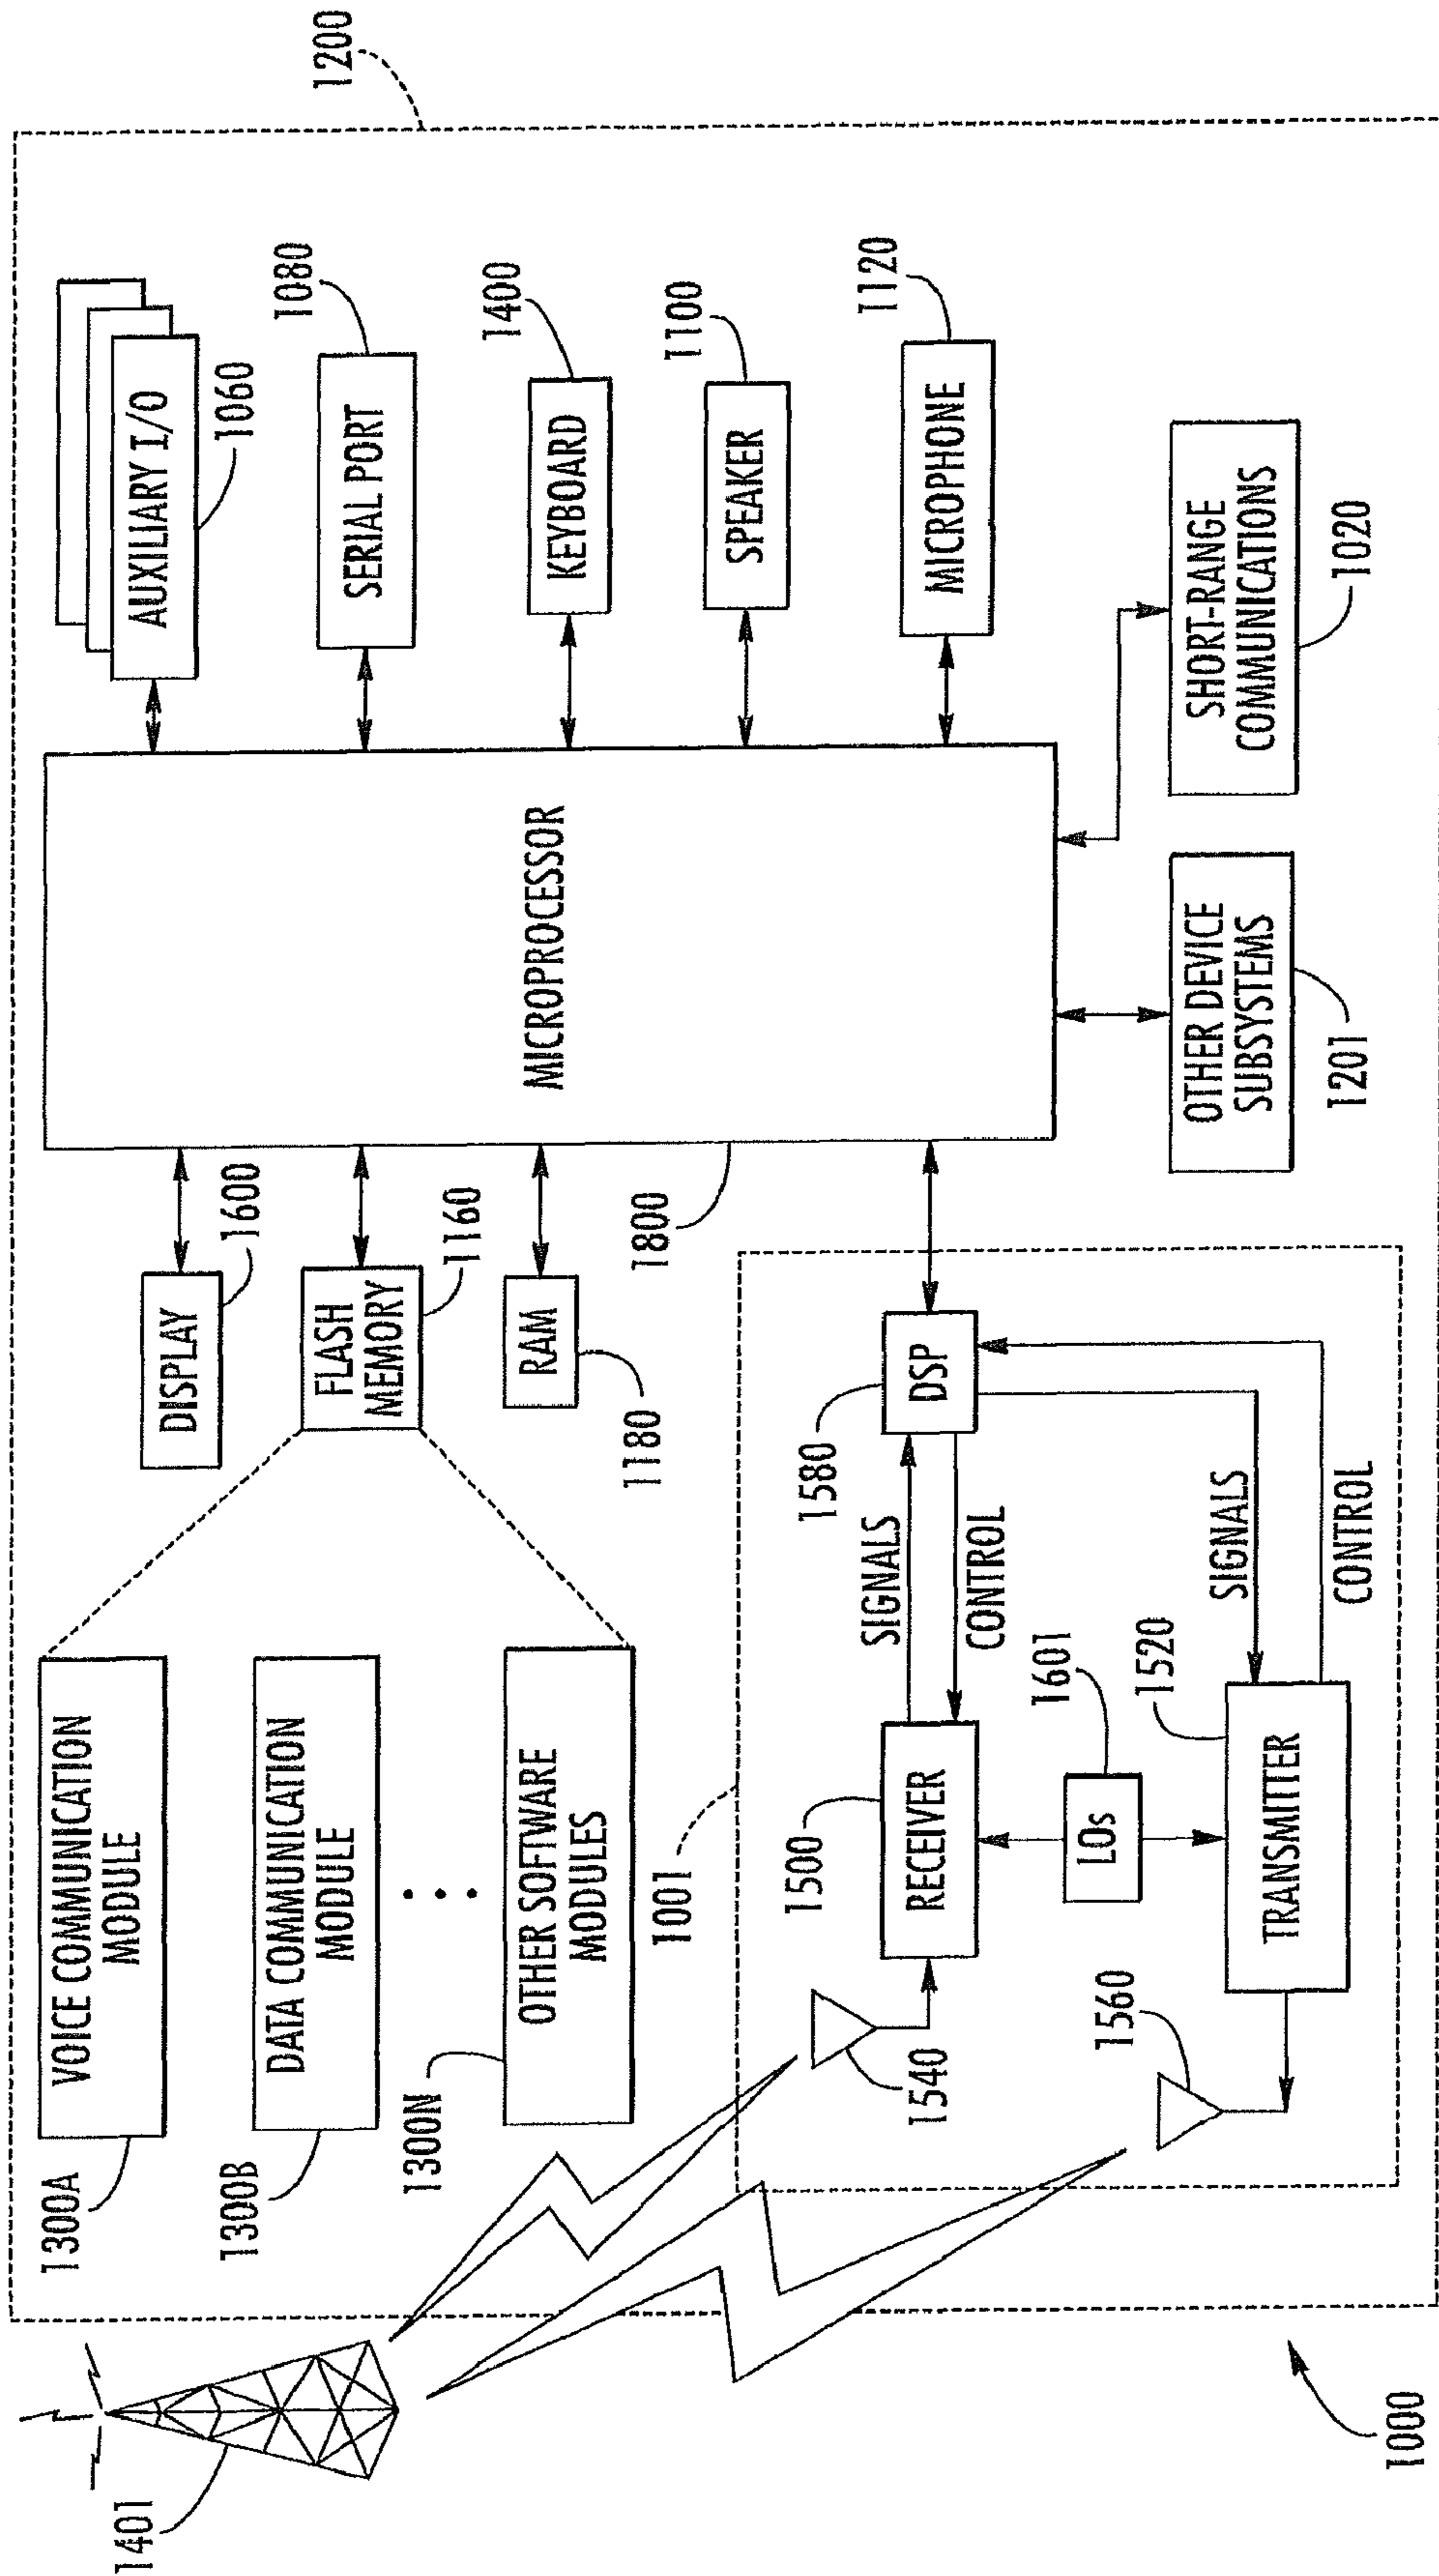 1200
AUXILIARY I/O
1060
SERIAL PORT
1080
KEYBOARD
1400
SPEAKER
1100
MICROPHONE
1120
SHORT-RANGE
COMMUNICATIONS
1020
MICROPROCESSOR
1800
OTHER DEVICE
SUBSYSTEMS
1201
DISPLAY
1600
FLASH
MEMORY
1160
RAM
1180
VOICE COMMUNICATION
MODULE
1300A
DATA COMMUNICATION
MODULE
1300B
OTHER SOFTWARE
MODULES
1300N
1001
DSP
1580
SIGNALS
CONTROL
SIGNALS
CONTROL
RECEIVER
1500
LOs
1601
TRANSMITTER
1520
1540
1560
1401
1000